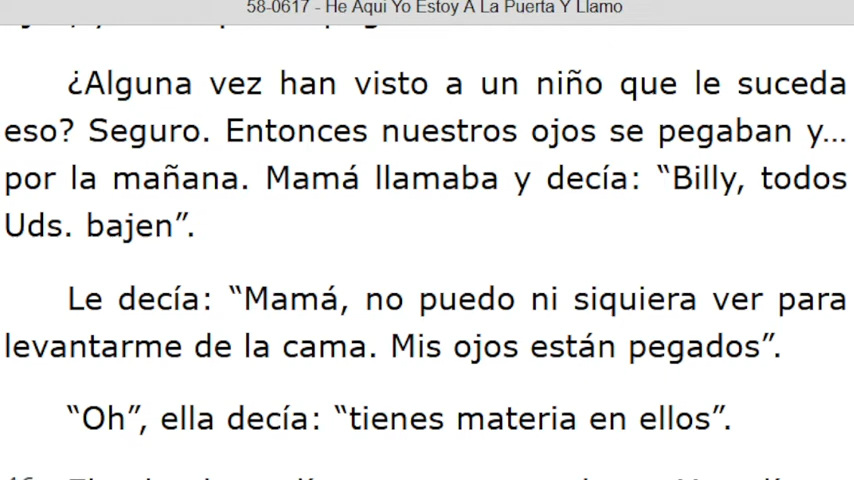 58-0617 - He Aquí Yo Estoy A La Puerta Y Llamo
¿Alguna vez han visto a un niño que le suceda
eso? Seguro. Entonces nuestros ojos se pegaban y...
por la mañana. Mamá llamaba y decía: “Billy, todos
Uds. bajen”.
Le decía: “Mamá, no puedo ni siquiera ver para
levantarme de la cama. Mis ojos están pegados”.
“Oh”, ella decía: “tienes materia en ellos”.